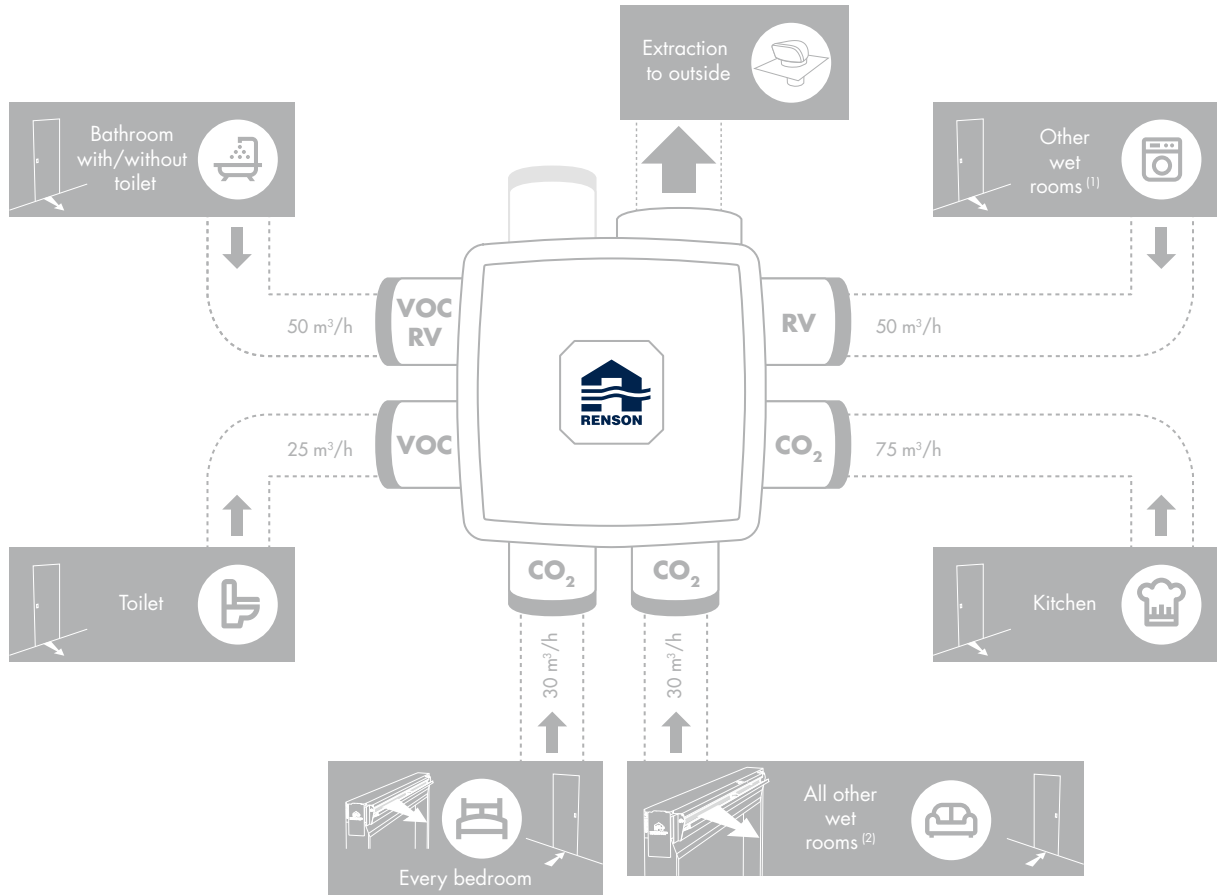 Extraction
to outside
Bathroom
with/without
toilet
Other
wet
rooms (1)
VOC
RV
50 m³/h
RV
50 m³/h
RENSON
25 m³/h
VOC
CO₂
75 m³/h
Toilet
CO₂
CO₂
Kitchen
30 m³/h
30 m³/h
All other
wet
rooms (2)
Every bedroom